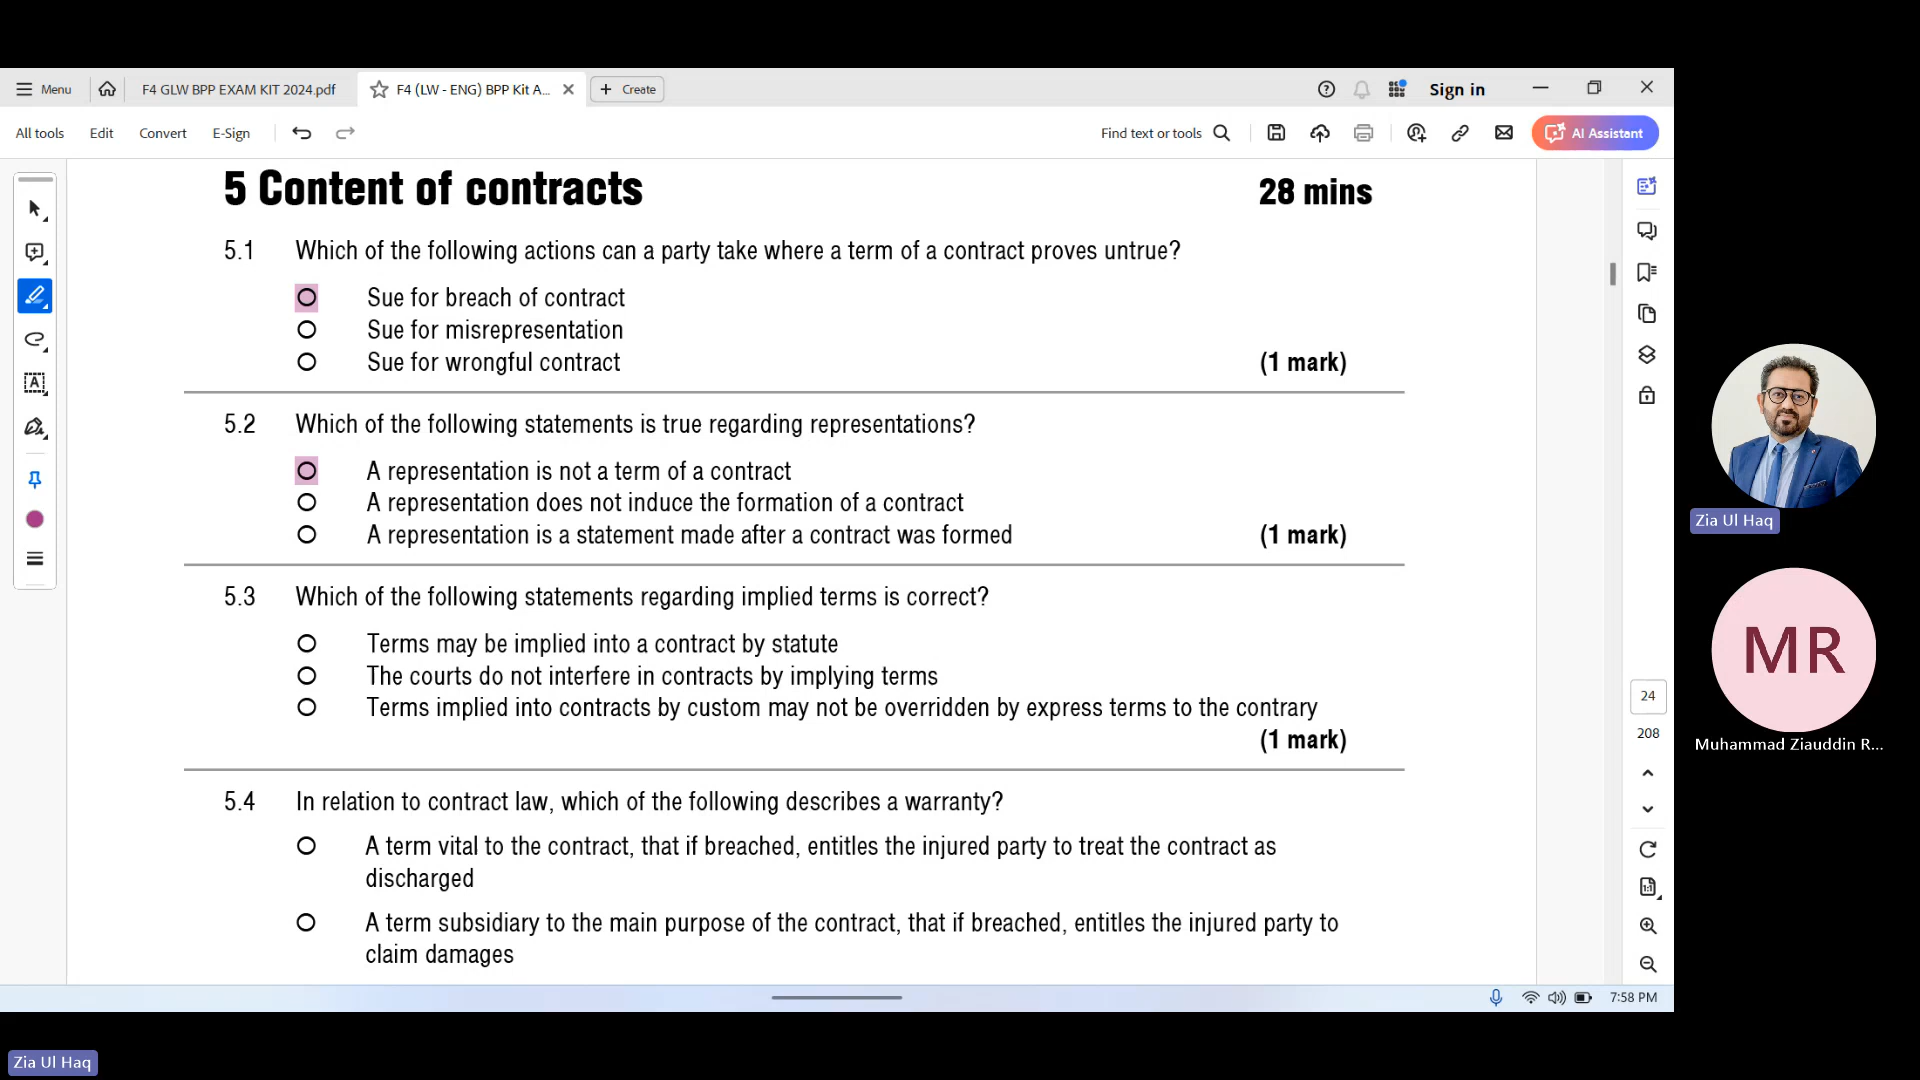 Menu
F4 GLW BPP EXAM KIT 2024.pdf
F4 (LW - ENG) BPP Kit A...
Create
Sign in
All tools
Edit
Convert
E-Sign
Find text or tools
AI Assistant
5 Content of contracts
28 mins
5.1 Which of the following actions can a party take where a term of a contract proves untrue?
Sue for breach of contract
Sue for misrepresentation
Sue for wrongful contract (1 mark)
5.2 Which of the following statements is true regarding representations?
A representation is not a term of a contract
A representation does not induce the formation of a contract
A representation is a statement made after a contract was formed (1 mark)
5.3 Which of the following statements regarding implied terms is correct?
Terms may be implied into a contract by statute
The courts do not interfere in contracts by implying terms
Terms implied into contracts by custom may not be overridden by express terms to the contrary
(1 mark)
5.4 In relation to contract law, which of the following describes a warranty?
A term vital to the contract, that if breached, entitles the injured party to treat the contract as
discharged
A term subsidiary to the main purpose of the contract, that if breached, entitles the injured party to
claim damages
24
208
1:1
7:58 PM
Zia Ul Haq
MR
Muhammad Ziauddin R...
Zia Ul Haq